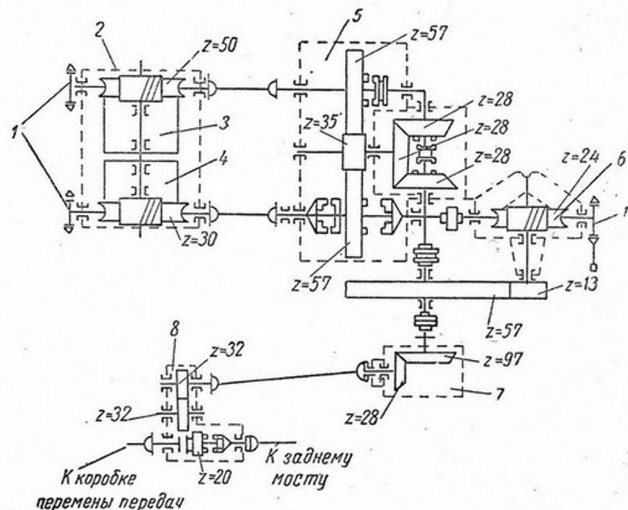 2
z=50
5
z=57
z=28
z=35
z=28
1
3
z=28
4
z=24
6
1
z=30
z=57
z=13
z=57
8
z=32
z=97
z=32
z=28
7
z=20
К коробке
перемены передач
К заднему
мосту